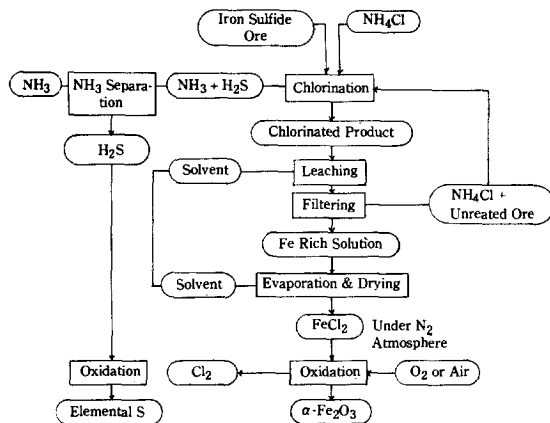 Iron Sulfide
Ore
NH4Cl
NH3
NH3 Separa-
tion
NH3 + H2S
Chlorination
Chlorinated Product
H2S
Solvent
Leaching
Filtering
NH4Cl +
Unreated Ore
Fe Rich Solution
Solvent
Evaporation & Drying
FeCl2
Under N2
Atmosphere
Oxidation
Cl2
Oxidation
O2 or Air
Elemental S
α-Fe2O3